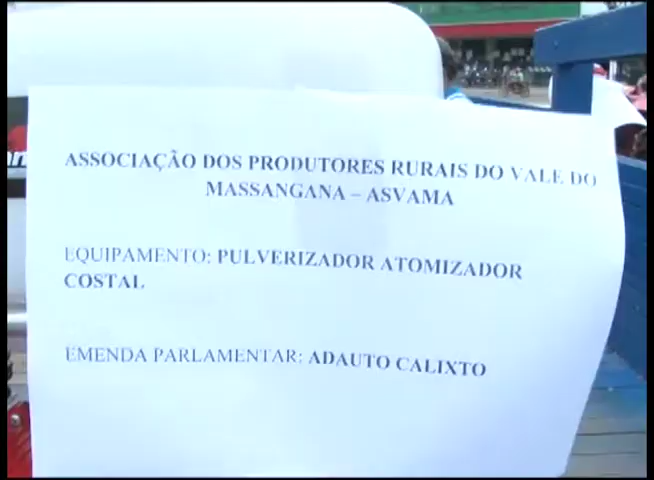 ASSOCIAÇÃO DOS PRODUTORES RURAIS DO VALE DO
MASSANGANA – ASVAMA
EQUIPAMENTO: PULVERIZADOR ATOMIZADOR
COSTAL
EMENDA PARLAMENTAR: ADAUTO CALIXTO